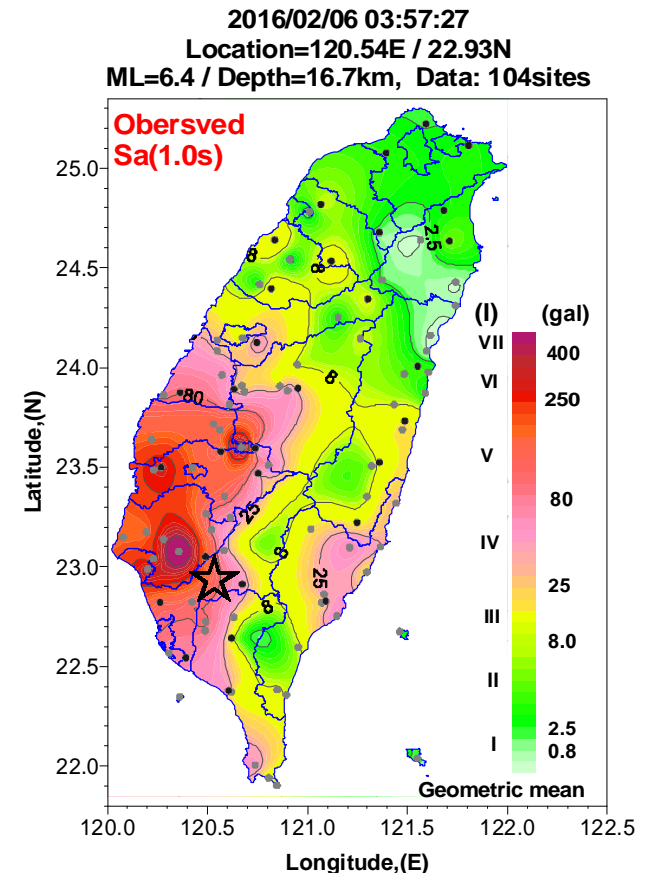 2016/02/06 03:57:27
Location=120.54E / 22.93N
ML=6.4 / Depth=16.7km, Data: 104sites
Obersved
Sa(1.0s)
25.0
24.5
24.0
23.5
23.0
22.5
22.0
Latitude,(N)
2.5
8
8
8
80
25
8
25
8
(I) (gal)
VII
400
VI
250
V
80
IV
25
III
8.0
II
2.5
I
0.8
Geometric mean
120.0 120.5 121.0 121.5 122.0 122.5
Longitude,(E)